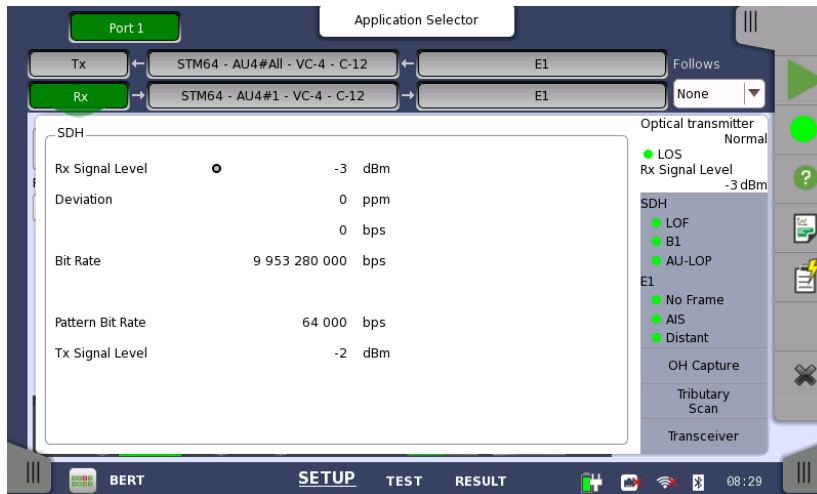 Port 1
Application Selector
Tx
STM64 - AU4#All - VC-4 - C-12
E1
Follows
Rx
STM64 - AU4#1 - VC-4 - C-12
E1
None
SDH
Rx Signal Level -3 dBm
Deviation 0 ppm
0 bps
Bit Rate 9 953 280 000 bps
Pattern Bit Rate 64 000 bps
Tx Signal Level -2 dBm
Optical transmitter
Normal
LOS
Rx Signal Level
-3 dBm
SDH
LOF
B1
AU-LOP
E1
No Frame
AIS
Distant
OH Capture
Tributary
Scan
Transceiver
BERT
SETUP
TEST
RESULT
08:29